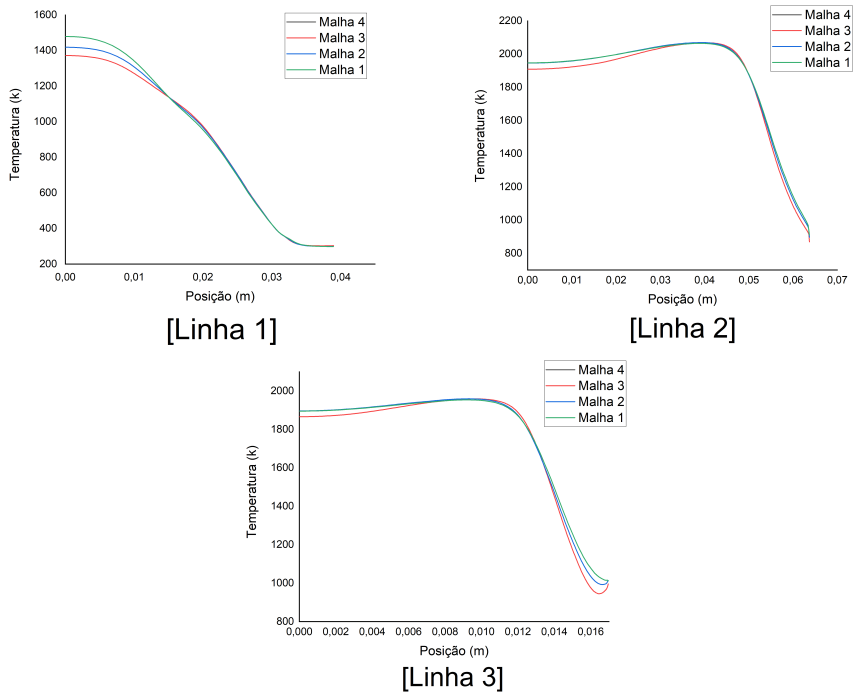 Temperatura (k)
1600
1400
1200
1000
800
600
400
200
0,00
0,01
0,02
0,03
0,04
Posição (m)
Malha 4
Malha 3
Malha 2
Malha 1
[Linha 1]
Temperatura (k)
2200
2000
1800
1600
1400
1200
1000
800
0,00
0,01
0,02
0,03
0,04
0,05
0,06
0,07
Posição (m)
Malha 4
Malha 3
Malha 2
Malha 1
[Linha 2]
Temperatura (k)
2000
1800
1600
1400
1200
1000
800
0,000
0,002
0,004
0,006
0,008
0,010
0,012
0,014
0,016
Posição (m)
Malha 4
Malha 3
Malha 2
Malha 1
[Linha 3]